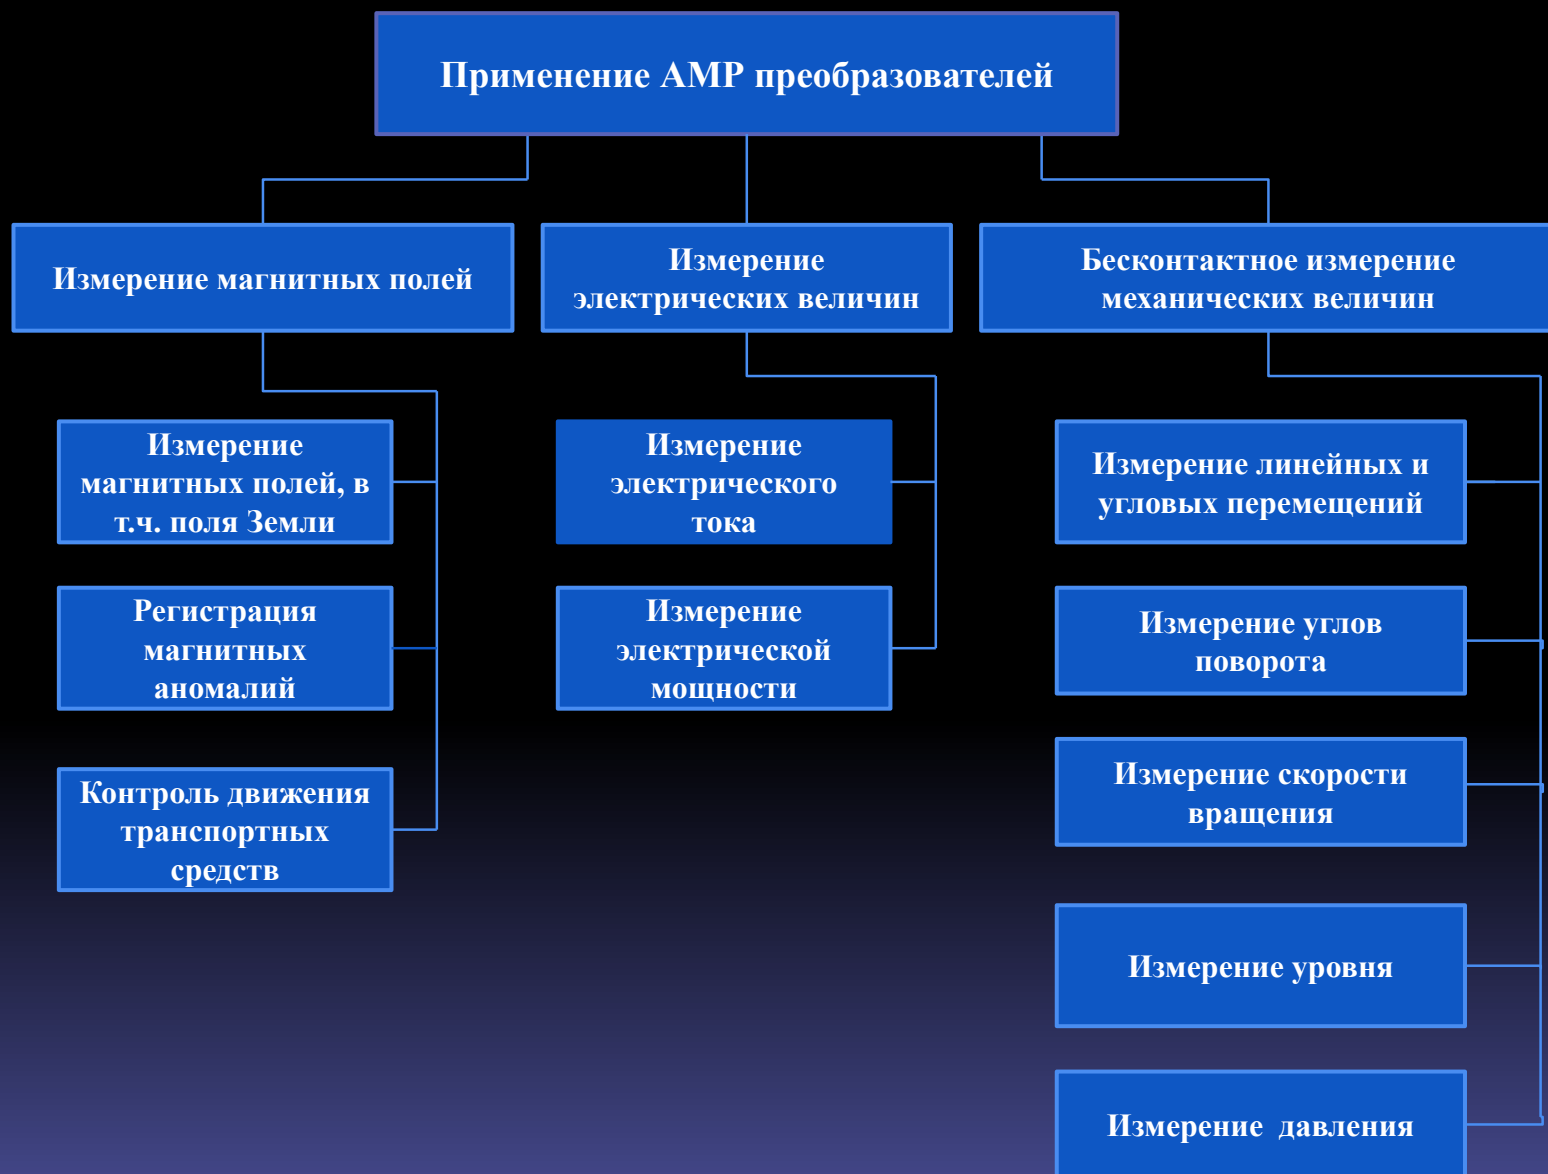 Применение АМР преобразователей
Измерение магнитных полей
Измерение
электрических величин
Бесконтактное измерение
механических величин
Измерение
магнитных полей, в
т.ч. поля Земли
Регистрация
магнитных
аномалий
Контроль движения
транспортных
средств
Измерение
электрического
тока
Измерение
электрической
мощности
Измерение линейных и
угловых перемещений
Измерение углов
поворота
Измерение скорости
вращения
Измерение уровня
Измерение давления